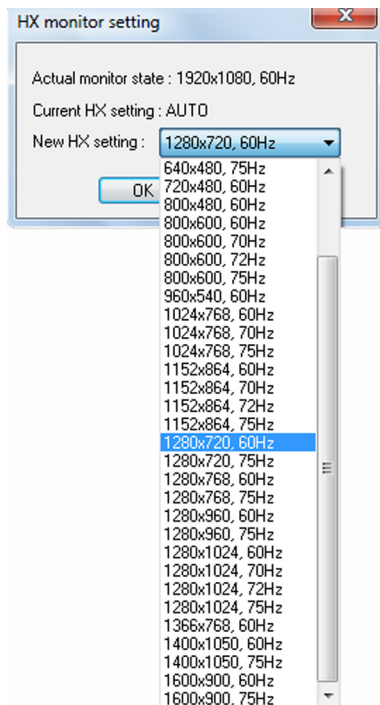 HX monitor setting
Actual monitor state : 1920x1080, 60Hz
Current HX setting : AUTO
New HX setting : 1280x720, 60Hz
OK
640x480, 75Hz
720x480, 60Hz
800x480, 60Hz
800x600, 60Hz
800x600, 70Hz
800x600, 72Hz
800x600, 75Hz
960x540, 60Hz
1024x768, 60Hz
1024x768, 70Hz
1024x768, 75Hz
1152x864, 60Hz
1152x864, 70Hz
1152x864, 72Hz
1152x864, 75Hz
1280x720, 60Hz
1280x720, 75Hz
1280x768, 60Hz
1280x768, 75Hz
1280x960, 60Hz
1280x960, 75Hz
1280x1024, 60Hz
1280x1024, 70Hz
1280x1024, 72Hz
1280x1024, 75Hz
1366x768, 60Hz
1400x1050, 60Hz
1400x1050, 75Hz
1600x900, 60Hz
1600x900, 75Hz